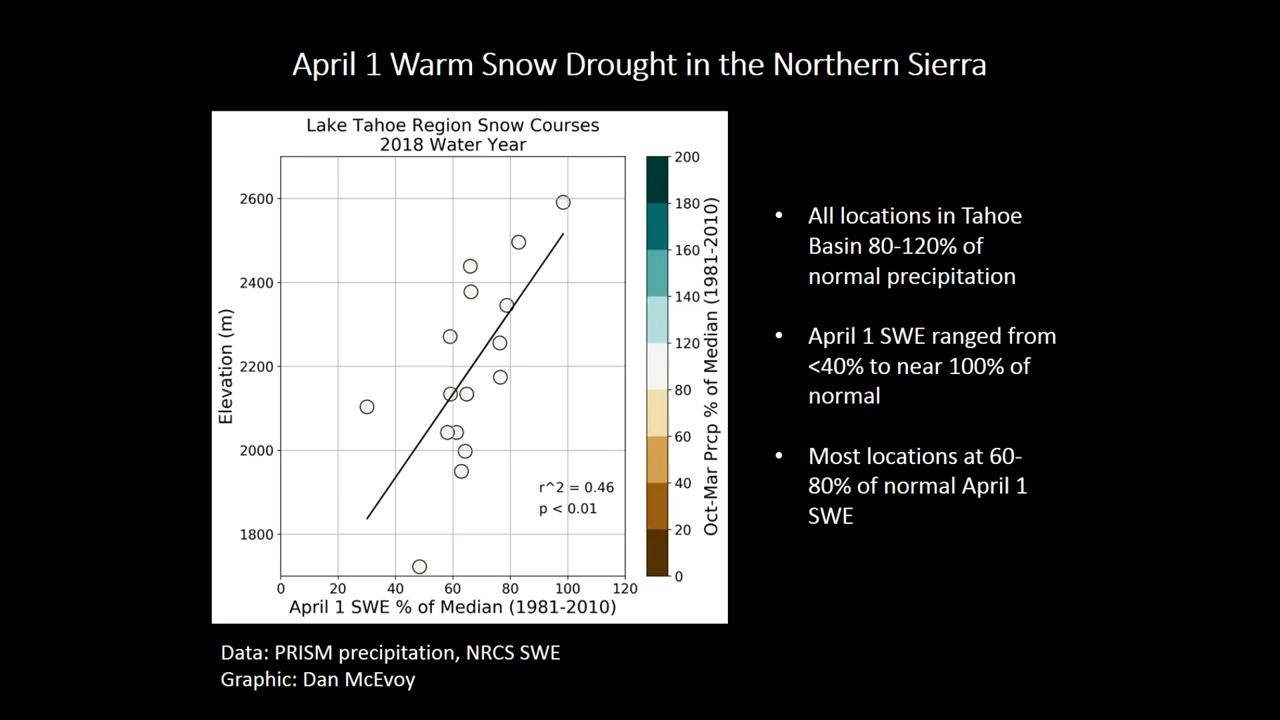 April 1 Warm Snow Drought in the Northern Sierra
Lake Tahoe Region Snow Courses
2018 Water Year
Elevation (m)
2600
2400
2200
2000
1800
r^2 = 0.46
p < 0.01
0 20 40 60 80 100 120
April 1 SWE % of Median (1981-2010)
200
180
160
140
120
80
60
40
20
0
Oct-Mar Prcp % of Median (1981-2010)
• All locations in Tahoe
Basin 80-120% of
normal precipitation
• April 1 SWE ranged from
<40% to near 100% of
normal
• Most locations at 60-
80% of normal April 1
SWE
Data: PRISM precipitation, NRCS SWE
Graphic: Dan McEvoy